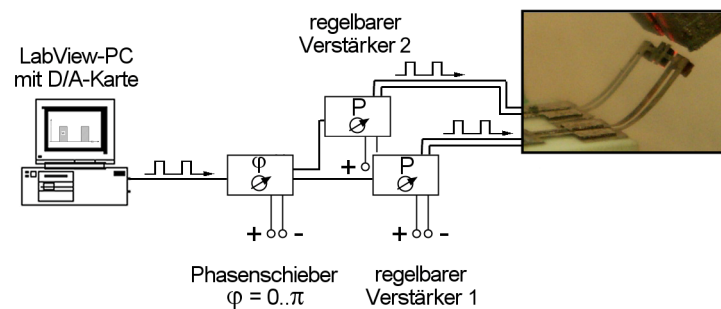 regelbarer
Verstärker 2
LabView-PC
mit D/A-Karte
P
+
φ
P
+ -
+ -
Phasenschieber
φ = 0..π
regelbarer
Verstärker 1